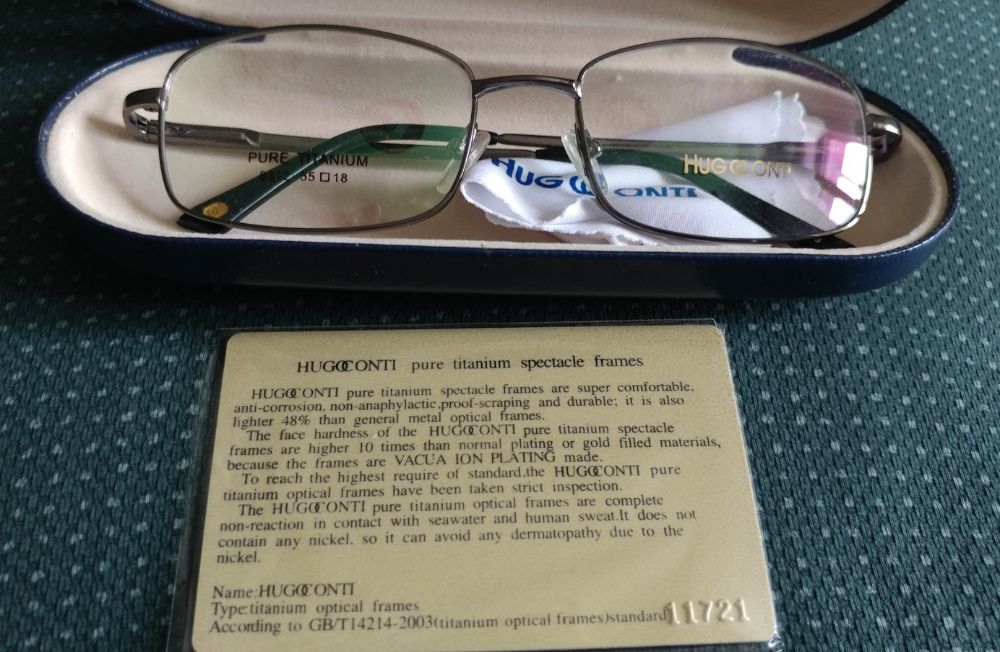 PURE TITANIUM
55□18
HUGOCONTI
HUGOCONTI
HUGOCONTI pure titanium spectacle frames
HUGOCONTI pure titanium spectacle frames are super comfortable,
anti-corrosion, non-anaphylactic,proof-scraping and durable; it is also
lighter 48% than general metal optical frames.
The face hardness of the HUGOCONTI pure titanium spectacle
frames are higher 10 times than normal plating or gold filled materials,
because the frames are VACUA ION PLATING made.
To reach the highest require of standard.the HUGOCONTI pure
titanium optical frames have been taken strict inspection.
The HUGOCONTI pure titanium optical frames are complete
non-reaction in contact with seawater and human sweat.It does not
contain any nickel. so it can avoid any dermatopathy due to the
nickel.
Name:HUGOCONTI
Type:titanium optical frames
According to GB/T14214-2003(titanium optical frames)standard 11721